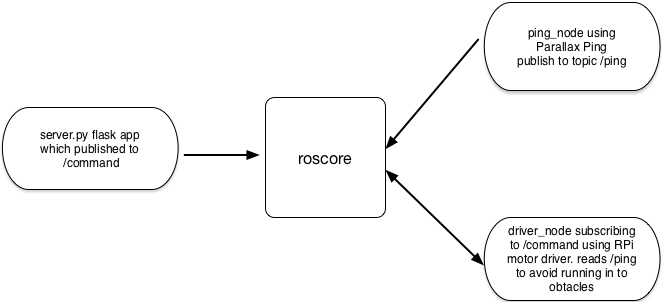 server.py flask app
which published to
/command
roscore
ping_node using
Parallax Ping
publish to topic /ping
driver_node subscribing
to /command using RPi
motor driver. reads /ping
to avoid running in to
obtacles